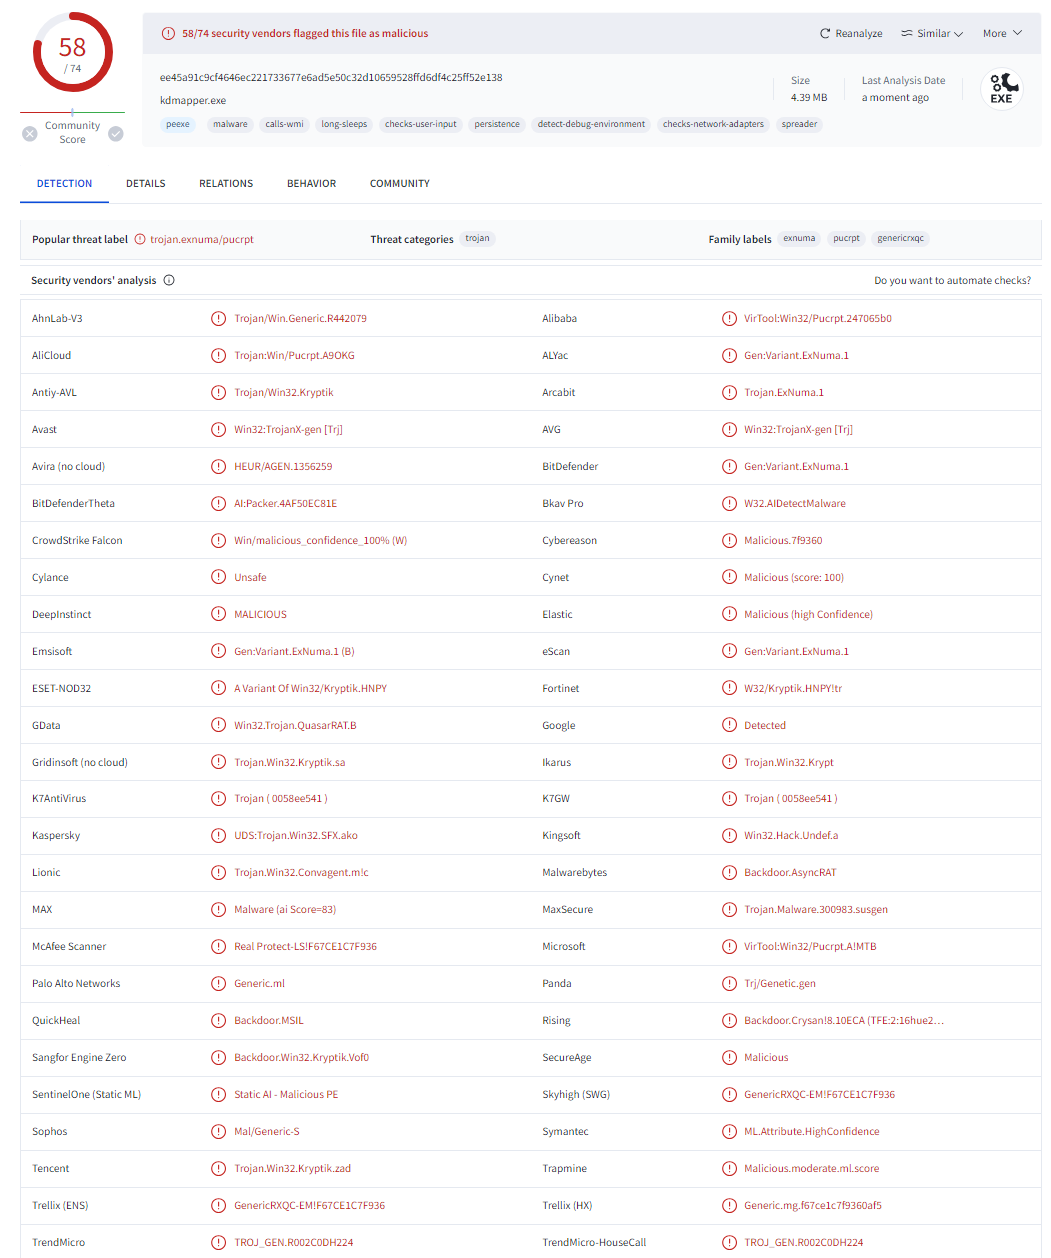 58
/ 74
Community
Score
58/74 security vendors flagged this file as malicious
Reanalyze Similar More
ee45a91c9cf4646ec221733677e6ad5e50c32d10659528ffd6df4c25ff52e138
kdmapper.exe
Size
4.39 MB
Last Analysis Date
a moment ago
EXE
peexe malware calls-wmi long-sleeps checks-user-input persistence detect-debug-environment checks-network-adapters spreader
DETECTION DETAILS RELATIONS BEHAVIOR COMMUNITY
Popular threat label trojan.exnuma/pucrpt Threat categories trojan Family labels exnuma pucrpt genericrxqc
Security vendors' analysis Do you want to automate checks?
AhnLab-V3 Trojan/Win.Generic.R442079 Alibaba VirTool:Win32/Pucrpt.247065b0
AliCloud Trojan:Win/Pucrpt.A9OKG ALYac Gen:Variant.ExNuma.1
Antiy-AVL Trojan/Win32.Kryptik Arcabit Trojan.ExNuma.1
Avast Win32:TrojanX-gen [Trj] AVG Win32:TrojanX-gen [Trj]
Avira (no cloud) HEUR/AGEN.1356259 BitDefender Gen:Variant.ExNuma.1
BitDefenderTheta AI:Packer.4AF50EC81E Bkav Pro W32.AIDetectMalware
CrowdStrike Falcon Win/malicious_confidence_100% (W) Cybereason Malicious.7f9360
Cylance Unsafe Cynet Malicious (score: 100)
DeepInstinct MALICIOUS Elastic Malicious (high Confidence)
Emsisoft Gen:Variant.ExNuma.1 (B) eScan Gen:Variant.ExNuma.1
ESET-NOD32 A Variant Of Win32/Kryptik.HNPY Fortinet W32/Kryptik.HNPY!tr
GData Win32.Trojan.QuasarRAT.B Google Detected
Gridinsoft (no cloud) Trojan.Win32.Kryptik.sa Ikarus Trojan.Win32.Krypt
K7AntiVirus Trojan ( 0058ee541 ) K7GW Trojan ( 0058ee541 )
Kaspersky UDS:Trojan.Win32.SFX.ako Kingsoft Win32.Hack.Undef.a
Lionic Trojan.Win32.Convagent.m!c Malwarebytes Backdoor.AsyncRAT
MAX Malware (ai Score=83) MaxSecure Trojan.Malware.300983.susgen
McAfee Scanner Real Protect-LS!F67CE1C7F936 Microsoft VirTool:Win32/Pucrpt.A!MTB
Palo Alto Networks Generic.ml Panda Trj/Genetic.gen
QuickHeal Backdoor.MSIL Rising Backdoor.Crysan!8.10ECA (TFE:2:16hue2...
Sangfor Engine Zero Backdoor.Win32.Kryptik.Vof0 SecureAge Malicious
SentinelOne (Static ML) Static AI - Malicious PE Skyhigh (SWG) GenericRXQC-EM!F67CE1C7F936
Sophos Mal/Generic-S Symantec ML.Attribute.HighConfidence
Tencent Trojan.Win32.Kryptik.zad Trapmine Malicious.moderate.ml.score
Trellix (ENS) GenericRXQC-EM!F67CE1C7F936 Trellix (HX) Generic.mg.f67ce1c7f9360af5
TrendMicro TROJ_GEN.R002C0DH224 TrendMicro-HouseCall TROJ_GEN.R002C0DH224